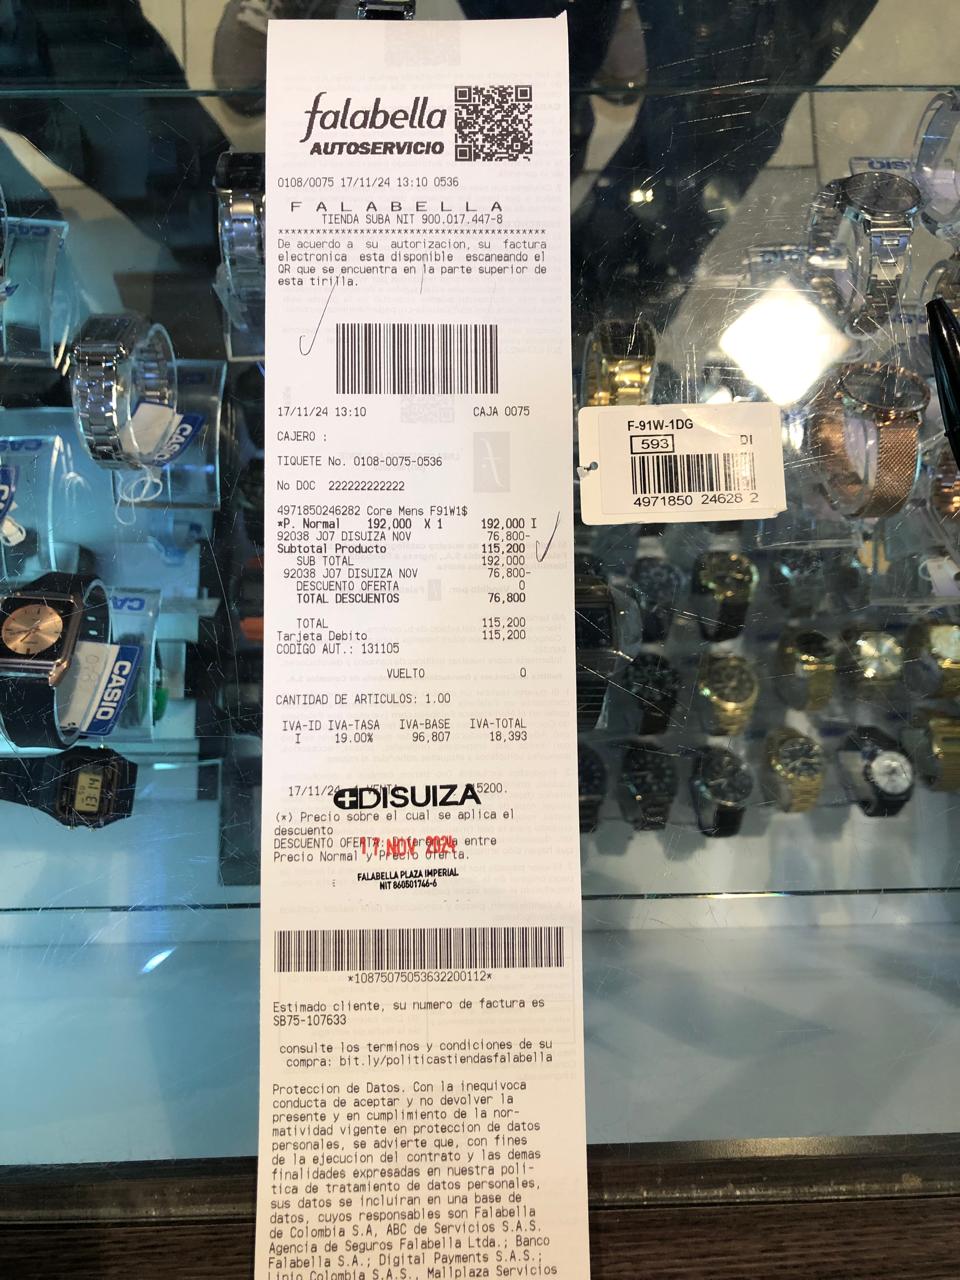 falabella
AUTOSERVICIO
0108/0075 17/11/24 13:10 0536
F A L A B E L L A
TIENDA SUBA NIT 900.017.447-8
******************************************
De acuerdo a su autorizacion, su factura
electronica esta disponible escaneando el
QR que se encuentra en la parte superior de
esta tirilla.
17/11/24 13:10 CAJA 0075
CAJERO :
TIQUETE No. 0108-0075-0536
No DOC 222222222222
4971850246282 Core Mens F91W1$
*P. Normal 192,000 X 1 192,000 I
92038 J07 DISUIZA NOV 76,800-
Subtotal Producto 115,200
SUB TOTAL 192,000
92038 J07 DISUIZA NOV 76,800-
DESCUENTO OFERTA 0
TOTAL DESCUENTOS 76,800
TOTAL 115,200
Tarjeta Debito 115,200
CODIGO AUT.: 131105
VUELTO 0
CANTIDAD DE ARTICULOS: 1.00
IVA-ID IVA-TASA IVA-BASE IVA-TOTAL
I 19.00% 96,807 18,393
17/11/24 5200.
DISUIZA
(*) Precio sobre el cual se aplica el
descuento
DESCUENTO OFERTA: Diferencia entre
17 NOV 2024
Precio Normal y Precio Oferta.
FALABELLA PLAZA IMPERIAL
NIT 860501746-6
*10875075053632200112*
Estimado cliente, su numero de factura es
SB75-107633
consulte los terminos y condiciones de su
compra: bit.ly/politicastiendasfalabella
Proteccion de Datos. Con la inequivoca
conducta de aceptar y no devolver la
presente y en cumplimiento de la nor-
matividad vigente en proteccion de datos
personales, se advierte que, con fines
de la ejecucion del contrato y las demas
finalidades expresadas en nuestra poli-
tica de tratamiento de datos personales,
sus datos se incluiran en una base de
datos, cuyos responsables son Falabella
de Colombia S.A, ABC de Servicios S.A.S.
Agencia de Seguros Falabella Ltda.; Banco
Falabella S.A.; Digital Payments S.A.S.;
Linio Colombia S.A.S., Mallplaza Servicios
F-91W-1DG
593 DI
4971850 24628 2
CASIO
CASIO
CASIO